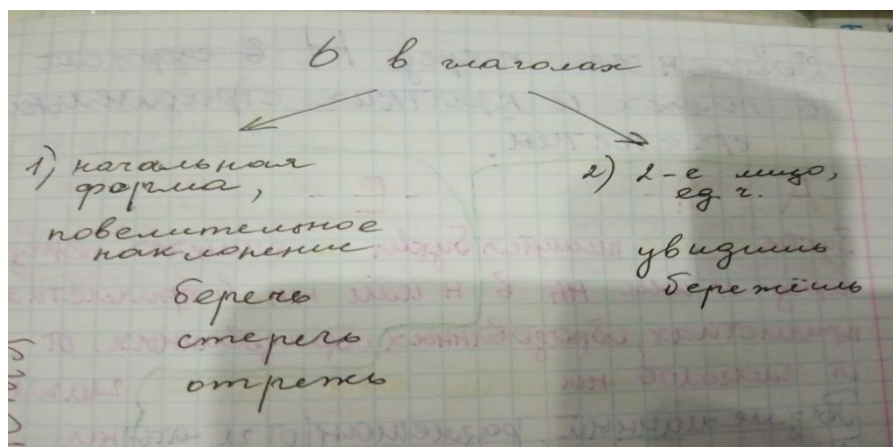 Ь в глаголах
1) начальная
форма,
повелительное
наклонение
беречь
стеречь
отрежь
2) 2-е лицо,
ед ч.
увидишь
бережёшь